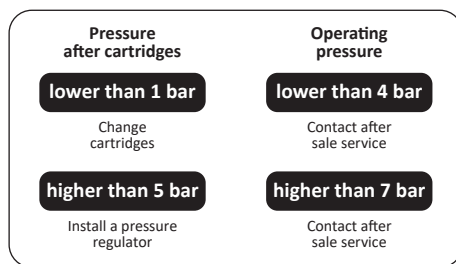 Pressure
after cartridges
lower than 1 bar
Change
cartridges
higher than 5 bar
Install a pressure
regulator
Operating
pressure
lower than 4 bar
Contact after
sale service
higher than 7 bar
Contact after
sale service